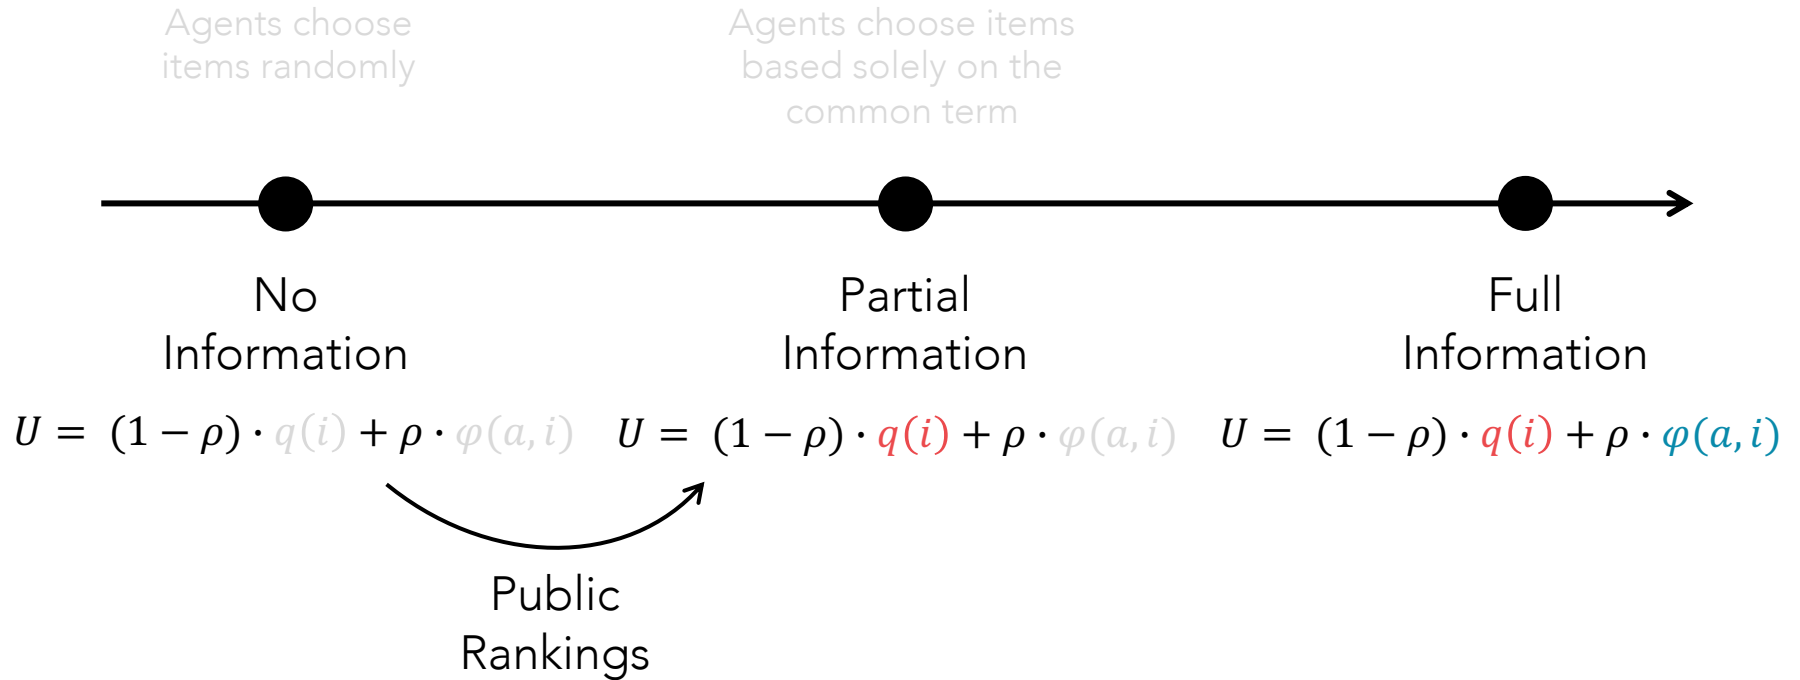 Agents choose
items randomly
Agents choose items
based solely on the
common term
No
Information
Partial
Information
Full
Information
U = (1 − ρ) · q(i) + ρ · φ(a, i)
U = (1 − ρ) · q(i) + ρ · φ(a, i)
U = (1 − ρ) · q(i) + ρ · φ(a, i)
Public
Rankings